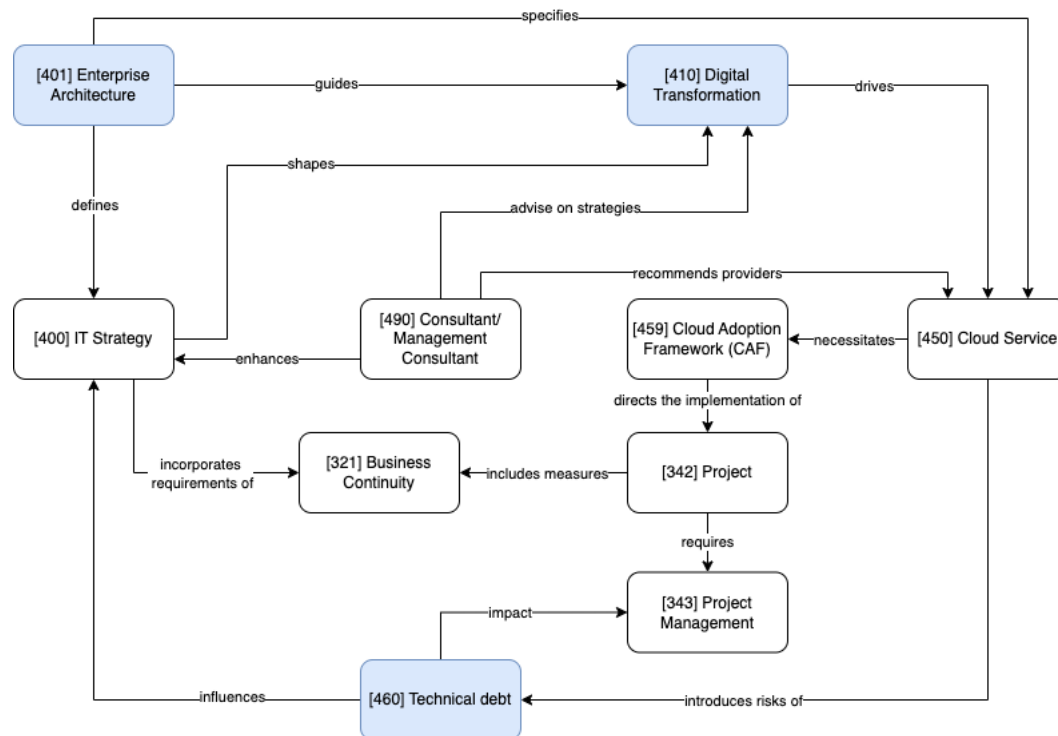 specifies
[401] Enterprise
Architecture
guides
[410] Digital
Transformation
drives
shapes
defines
advise on strategies
recommends providers
[400] IT Strategy
enhances
[490] Consultant/
Management
Consultant
[459] Cloud Adoption
Framework (CAF)
necessitates
[450] Cloud Service
directs the implementation of
incorporates
requirements of
[321] Business
Continuity
includes measures
[342] Project
requires
impact
[343] Project
Management
influences
[460] Technical debt
introduces risks of